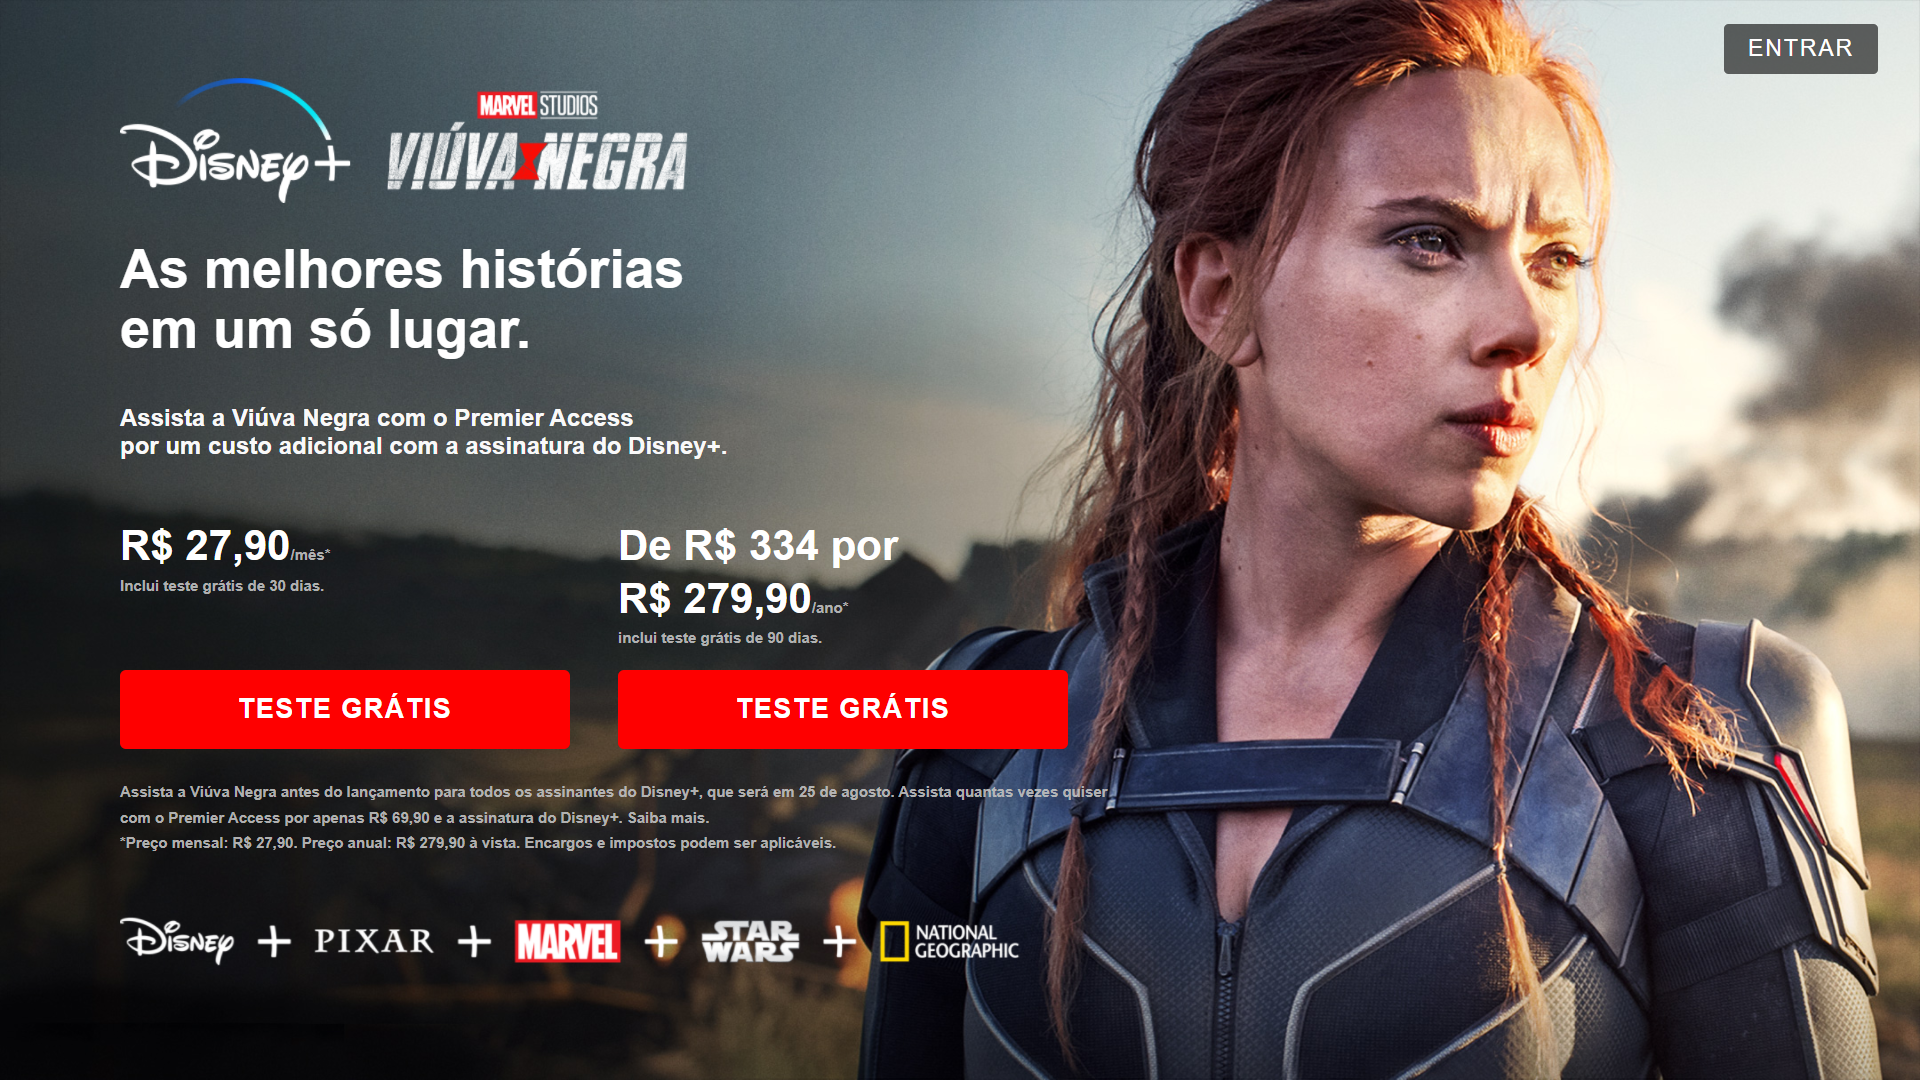 ENTRAR
Disney+
MARVEL STUDIOS
VIÚVA NEGRA
As melhores histórias
em um só lugar.
Assista a Viúva Negra com o Premier Access
por um custo adicional com a assinatura do Disney+.
R$ 27,90/mês*
Inclui teste grátis de 30 dias.
De R$ 334 por
R$ 279,90/ano*
inclui teste grátis de 90 dias.
TESTE GRÁTIS
TESTE GRÁTIS
Assista a Viúva Negra antes do lançamento para todos os assinantes do Disney+, que será em 25 de agosto. Assista quantas vezes quiser
com o Premier Access por apenas R$ 69,90 e a assinatura do Disney+. Saiba mais.
*Preço mensal: R$ 27,90. Preço anual: R$ 279,90 à vista. Encargos e impostos podem ser aplicáveis.
Disney + PIXAR + MARVEL + STAR WARS + NATIONAL GEOGRAPHIC